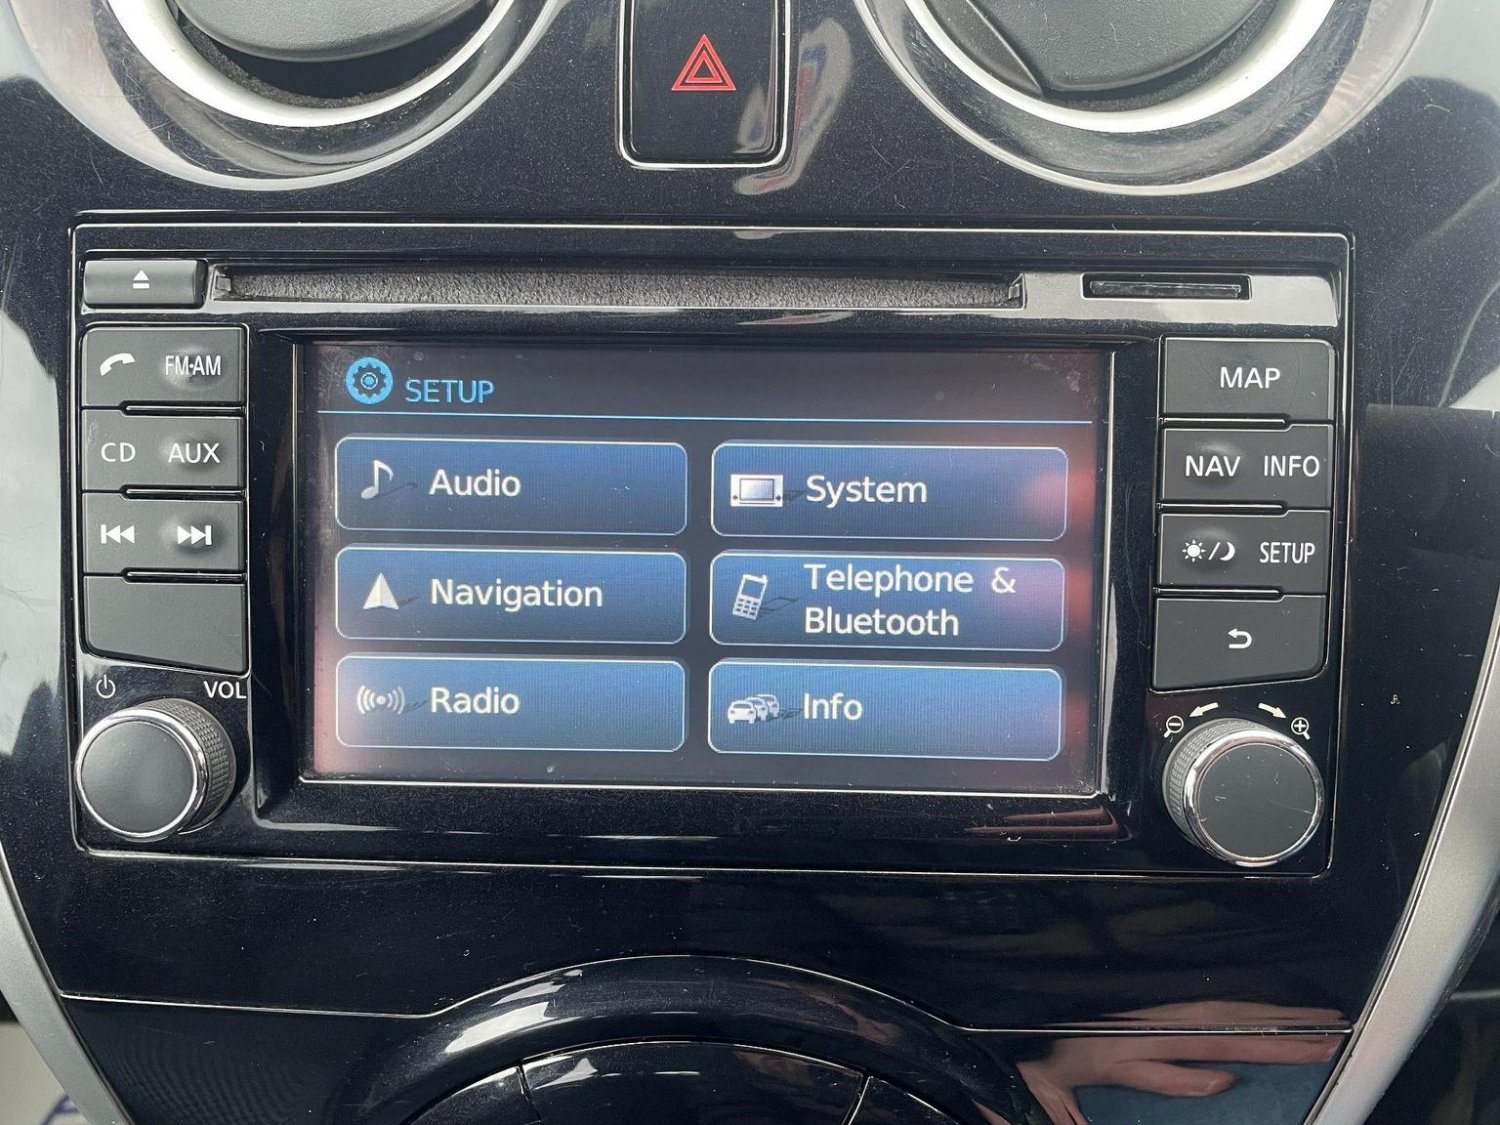 FM·AM
CD AUX
VOL
SETUP
Audio
System
Navigation
Telephone &
Bluetooth
Radio
Info
MAP
NAV INFO
SETUP